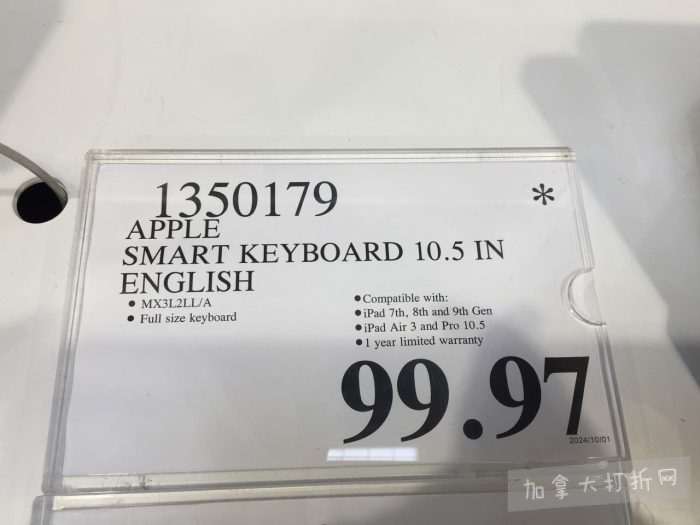 1350179
*
APPLE
SMART KEYBOARD 10.5 IN
ENGLISH
• MX3L2LL/A
• Full size keyboard
• Compatible with:
• iPad 7th, 8th and 9th Gen
• iPad Air 3 and Pro 10.5
• 1 year limited warranty
99.97
2024/10/01
加拿大打折网